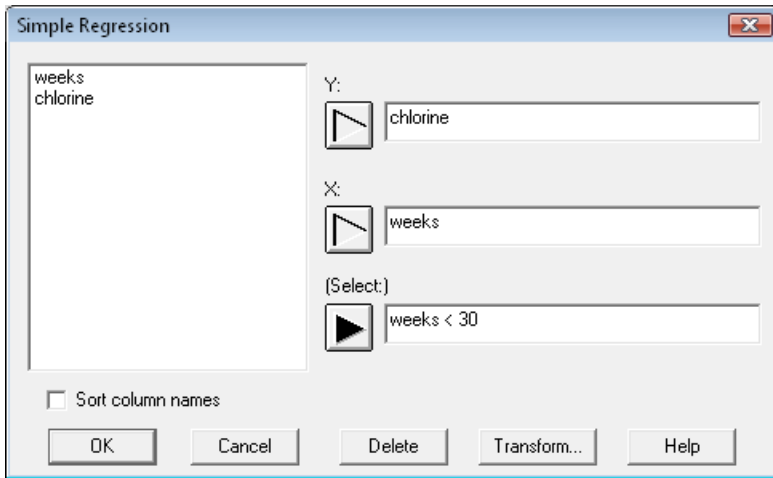 Simple Regression
weeks
chlorine
Y:
chlorine
X:
weeks
(Select:)
weeks < 30
Sort column names
OK
Cancel
Delete
Transform...
Help